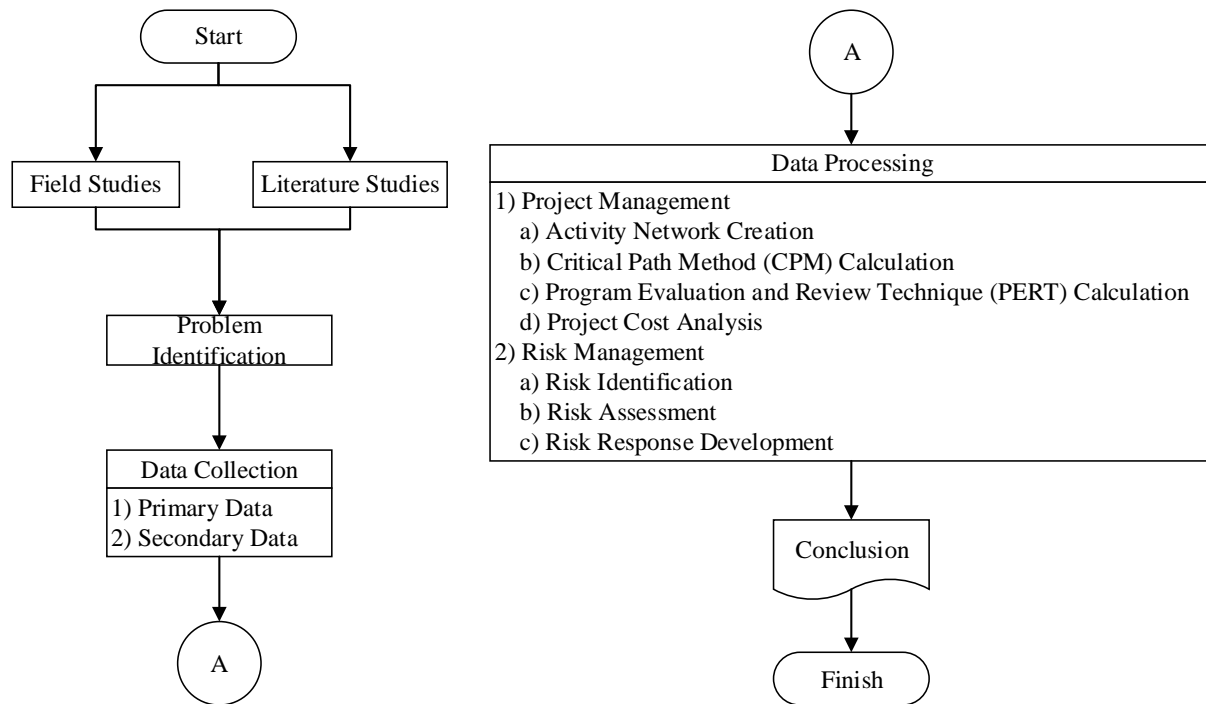 Start
Field Studies
Literature Studies
Problem
Identification
Data Collection
1) Primary Data
2) Secondary Data
A
A
Data Processing
1) Project Management
a) Activity Network Creation
b) Critical Path Method (CPM) Calculation
c) Program Evaluation and Review Technique (PERT) Calculation
d) Project Cost Analysis
2) Risk Management
a) Risk Identification
b) Risk Assessment
c) Risk Response Development
Conclusion
Finish